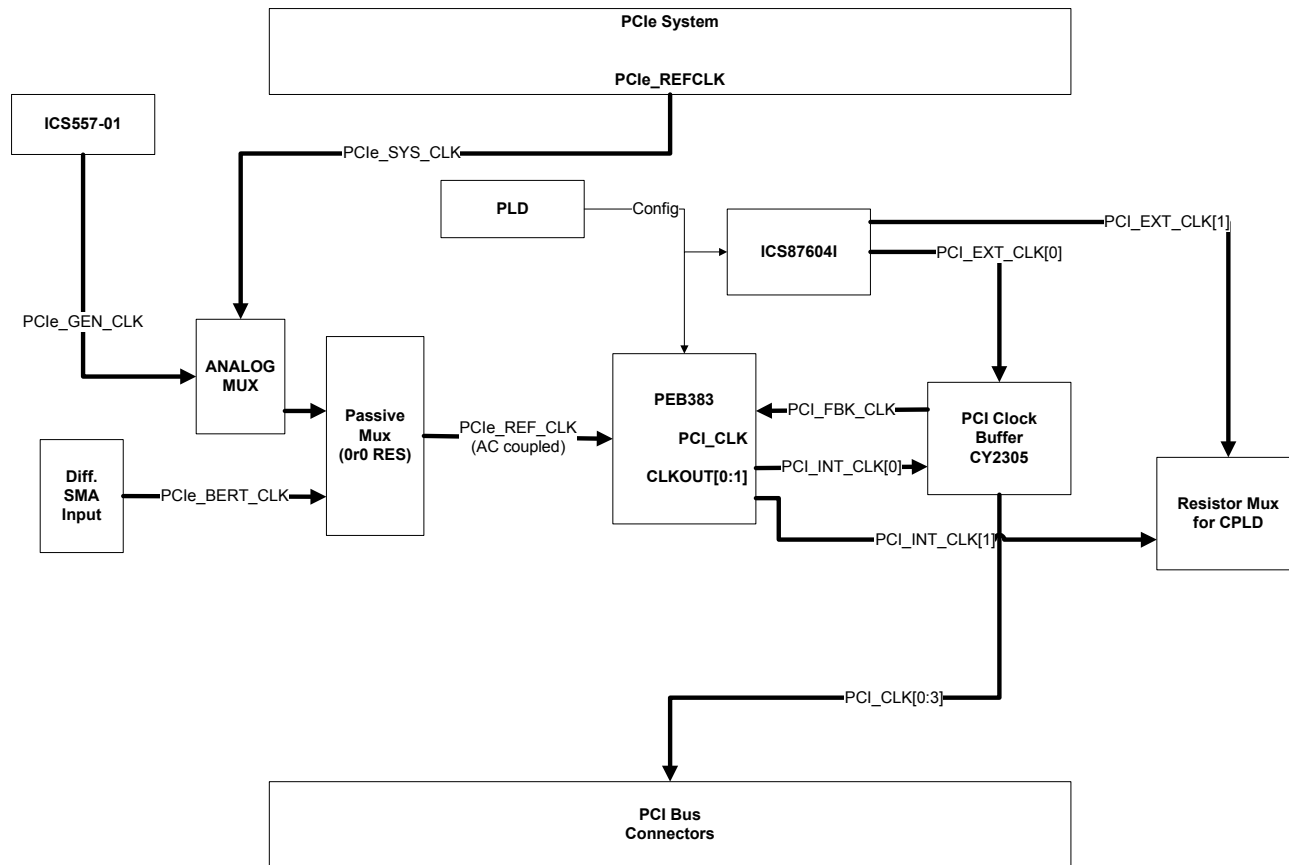 PCIe System
PCIe_REFCLK
ICS557-01
PCIe_SYS_CLK
PLD
Config
ICS87604I
PCI_EXT_CLK[1]
PCI_EXT_CLK[0]
PCIe_GEN_CLK
ANALOG
MUX
Passive
Mux
(0r0 RES)
PCIe_REF_CLK
(AC coupled)
PEB383
PCI_CLK
CLKOUT[0:1]
PCI_FBK_CLK
PCI_INT_CLK[0]
PCI Clock
Buffer
CY2305
Diff.
SMA
Input
PCIe_BERT_CLK
PCI_INT_CLK[1]
Resistor Mux
for CPLD
PCI_CLK[0:3]
PCI Bus
Connectors